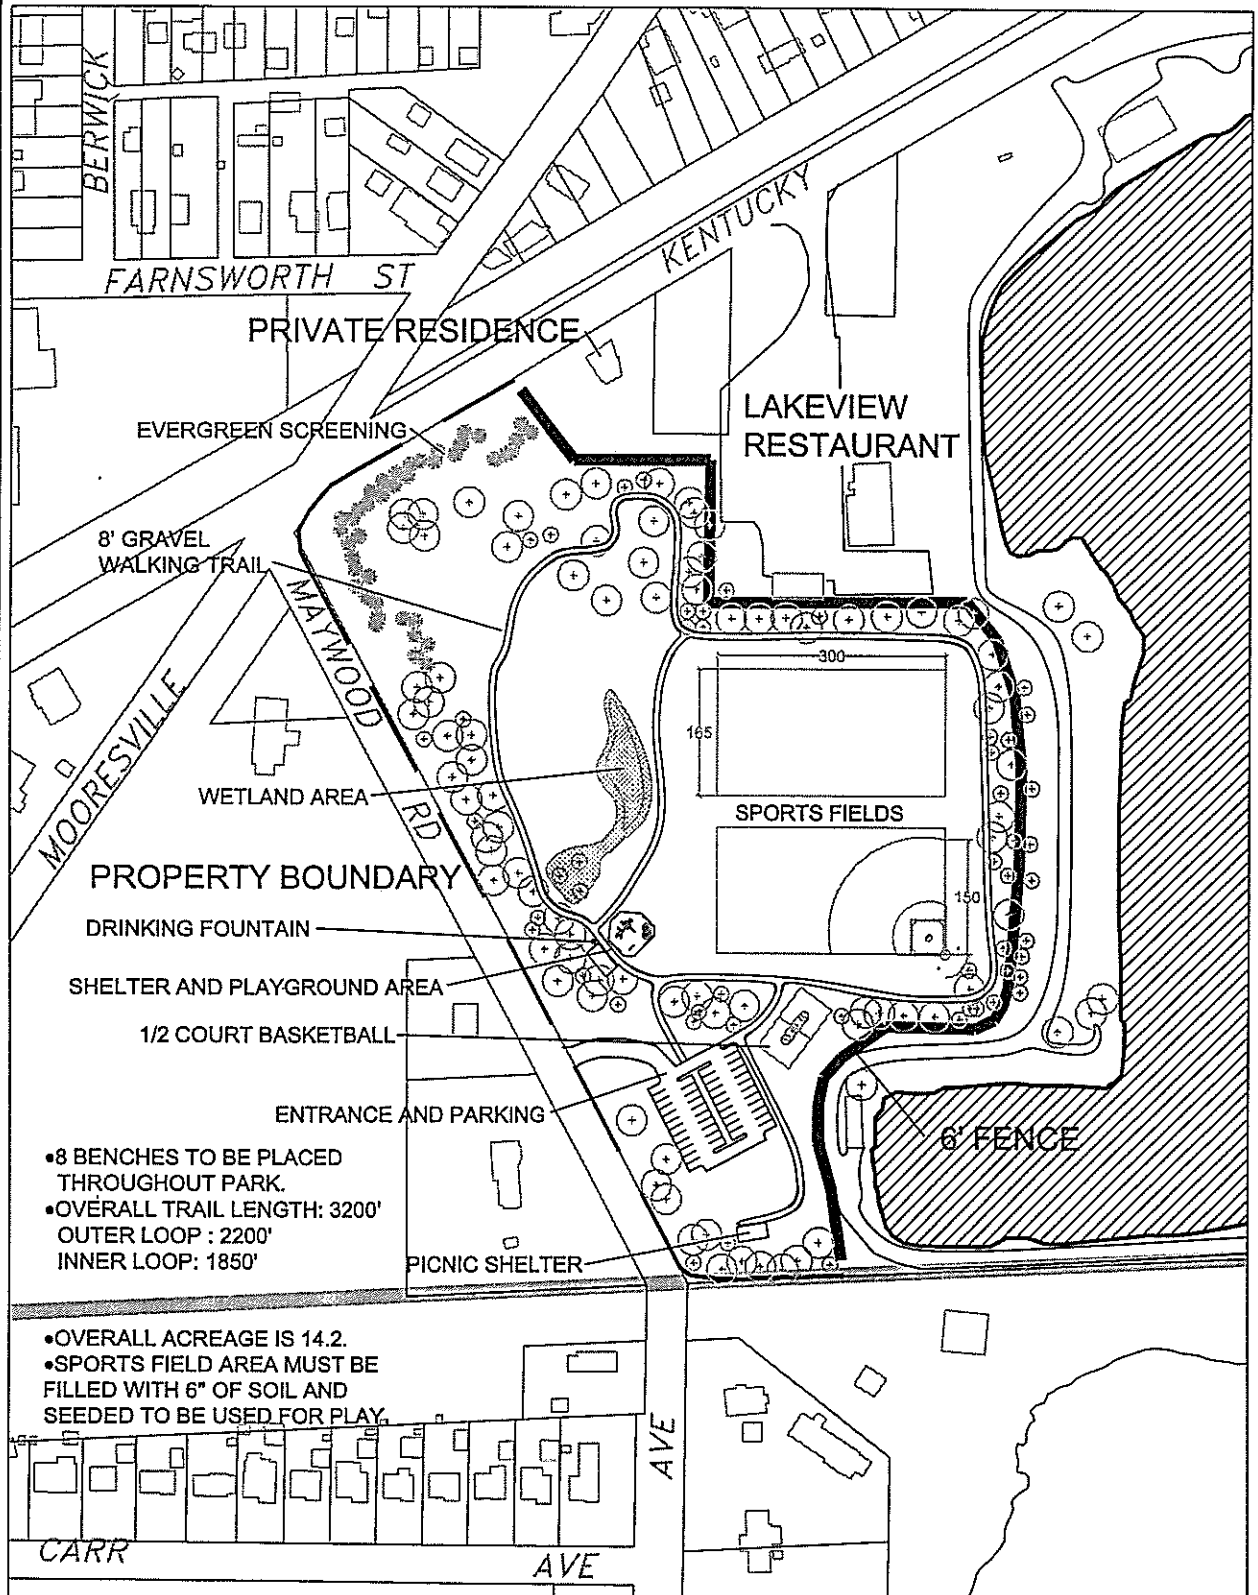 BERWICK
FARNSWORTH ST
KENTUCKY
PRIVATE RESIDENCE
LAKEVIEW
RESTAURANT
EVERGREEN SCREENING
8' GRAVEL
WALKING TRAIL
MAYWOOD RD
300
165
MOORESVILLE
WETLAND AREA
SPORTS FIELDS
150
PROPERTY BOUNDARY
DRINKING FOUNTAIN
SHELTER AND PLAYGROUND AREA
1/2 COURT BASKETBALL
ENTRANCE AND PARKING
6' FENCE
•8 BENCHES TO BE PLACED
THROUGHOUT PARK.
•OVERALL TRAIL LENGTH: 3200'
OUTER LOOP : 2200'
INNER LOOP: 1850'
PICNIC SHELTER
•OVERALL ACREAGE IS 14.2.
•SPORTS FIELD AREA MUST BE
FILLED WITH 6" OF SOIL AND
SEEDED TO BE USED FOR PLAY.
AVE
CARR AVE